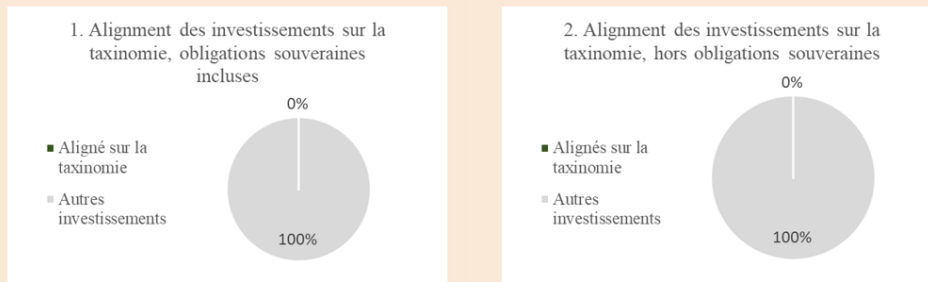 1. Alignment des investissements sur la
taxinomie, obligations souveraines
incluses
0%
Aligné sur la
taxinomie
Autres
investissements
100%
2. Alignment des investissements sur la
taxinomie, hors obligations souveraines
0%
Alignés sur la
taxinomie
Autres
investissements
100%